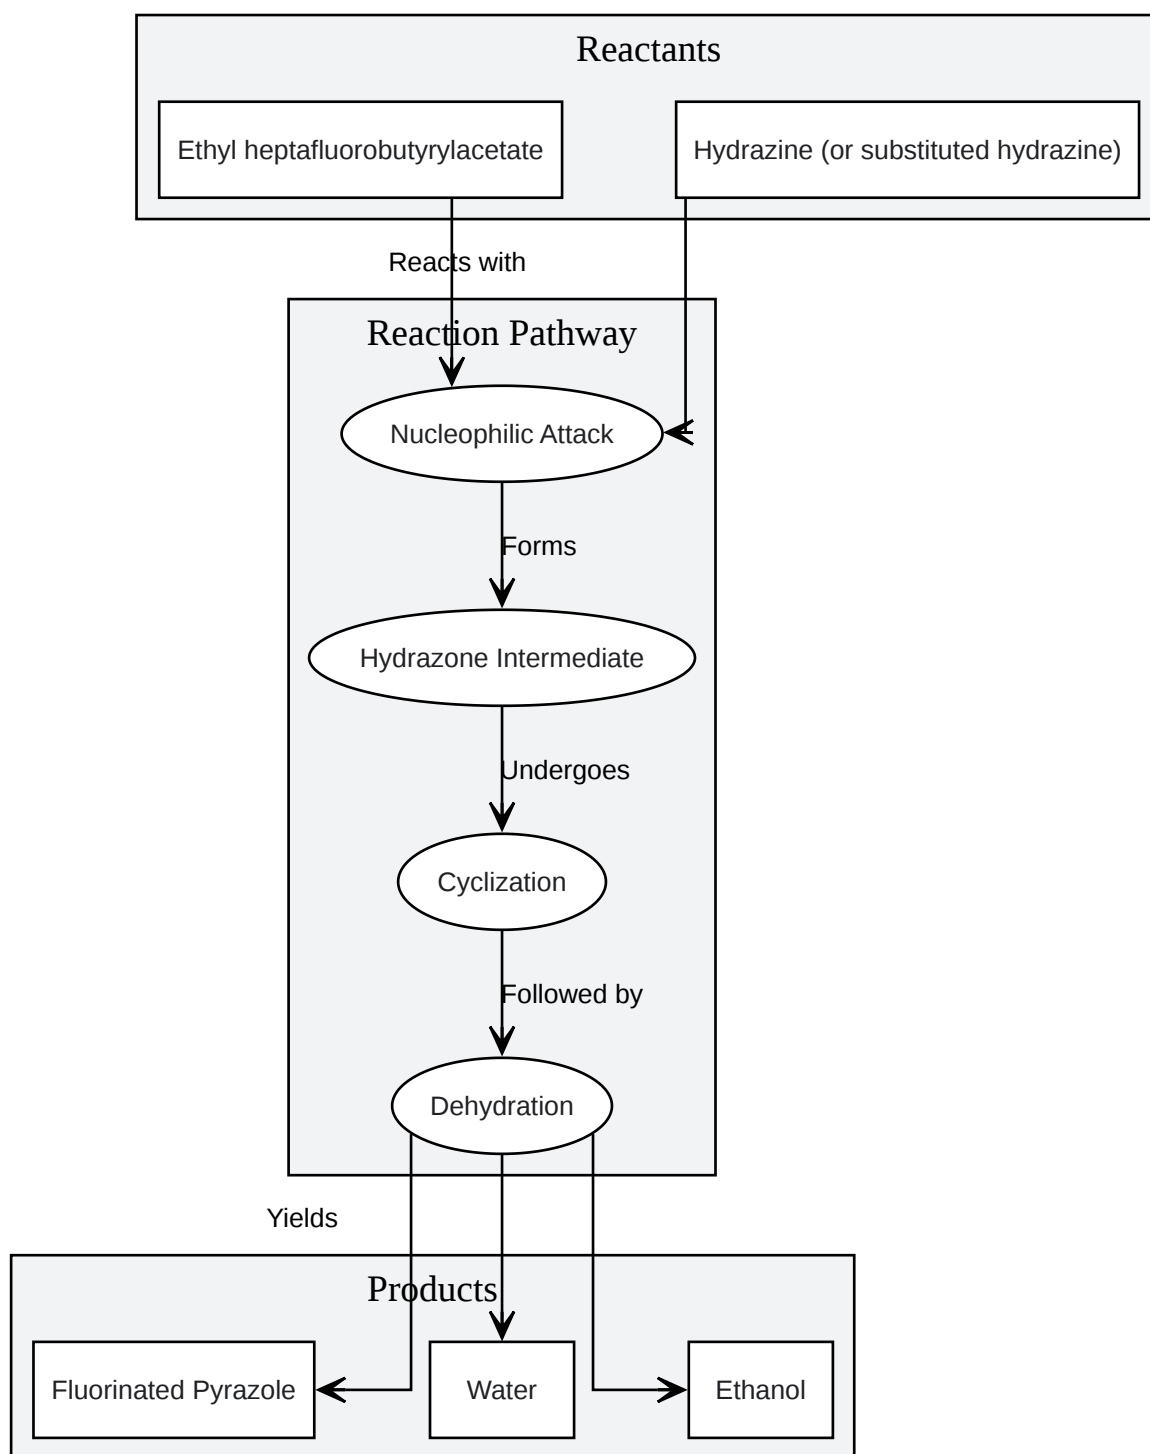 Reactants
Ethyl heptafluorobutyrylacetate
Hydrazine (or substituted hydrazine)
Reacts with
Reaction Pathway
Nucleophilic Attack
Forms
Hydrazone Intermediate
Undergoes
Cyclization
Followed by
Dehydration
Yields
Products
Fluorinated Pyrazole
Water
Ethanol